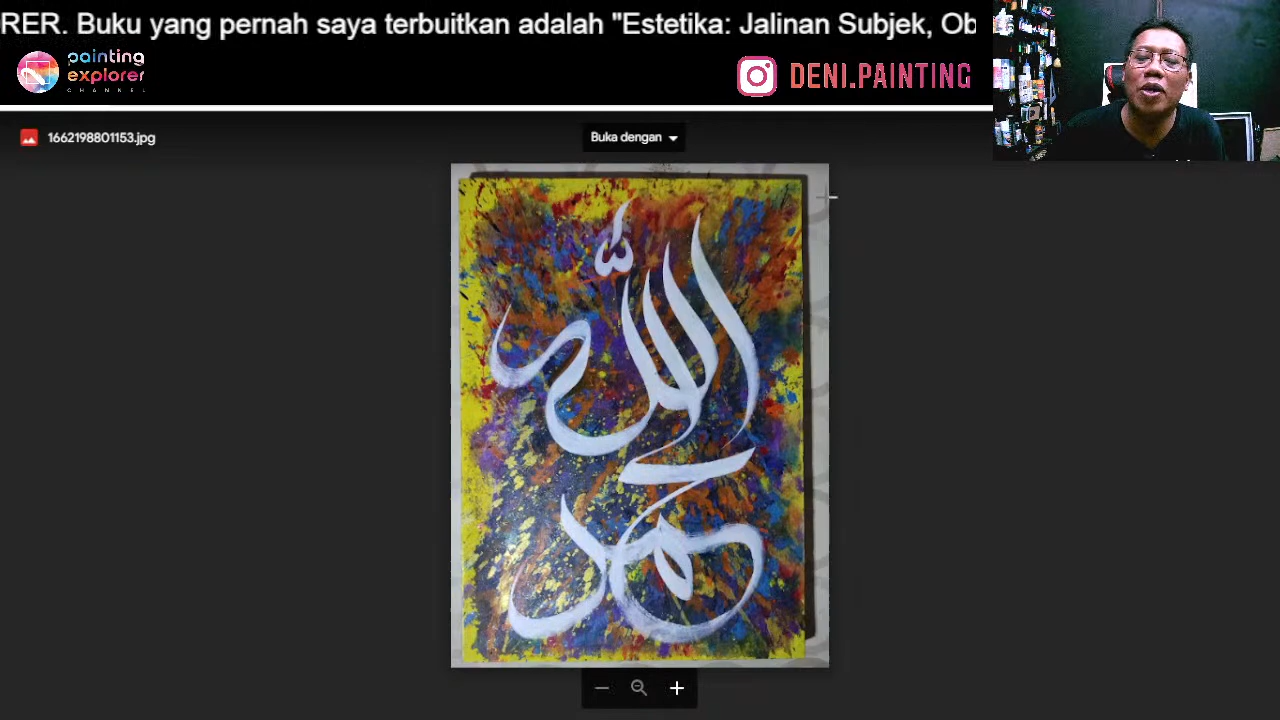 RER. Buku yang pernah saya terbuitkan adalah "Estetika: Jalinan Subjek, Ob
painting
explorer
CHANNEL
DENI.PAINTING
1662198801153.jpg
Buka dengan
الله
محمد